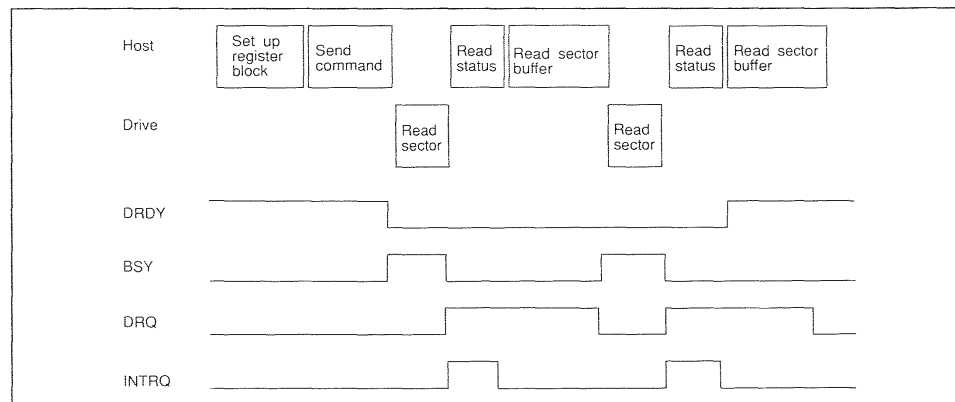 Host
Set up
register
block
Send
command
Read
status
Read sector
buffer
Read
status
Read sector
buffer
Drive
Read
sector
Read
sector
DRDY
BSY
DRQ
INTRQ